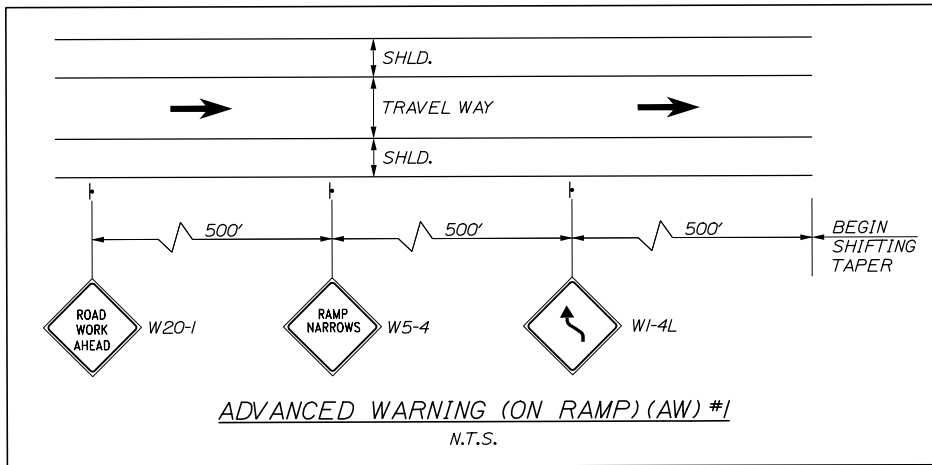 SHLD.
TRAVEL WAY
SHLD.
500'
500'
500'
BEGIN
SHIFTING
TAPER
ROAD
WORK
AHEAD
W20-1
RAMP
NARROWS
W5-4
W1-4L
ADVANCED WARNING (ON RAMP) (AW) #1
N.T.S.